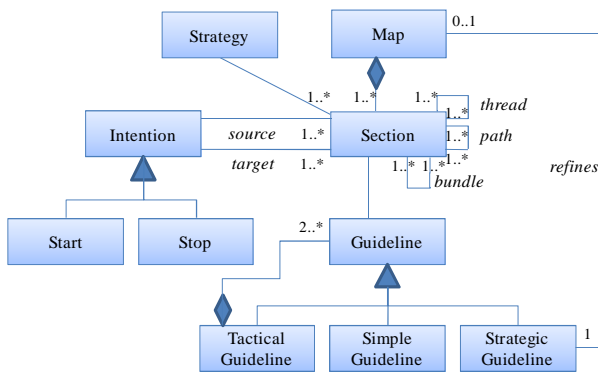 0..1
Strategy
Map
1..*
1..*
1..*
thread
1..*
Intention
source
1..*
Section
1..*
path
target
1..*
1..*
1..*
1..*
refines
bundle
Start
Stop
2..*
Guideline
Tactical
Guideline
Simple
Guideline
Strategic
Guideline
1